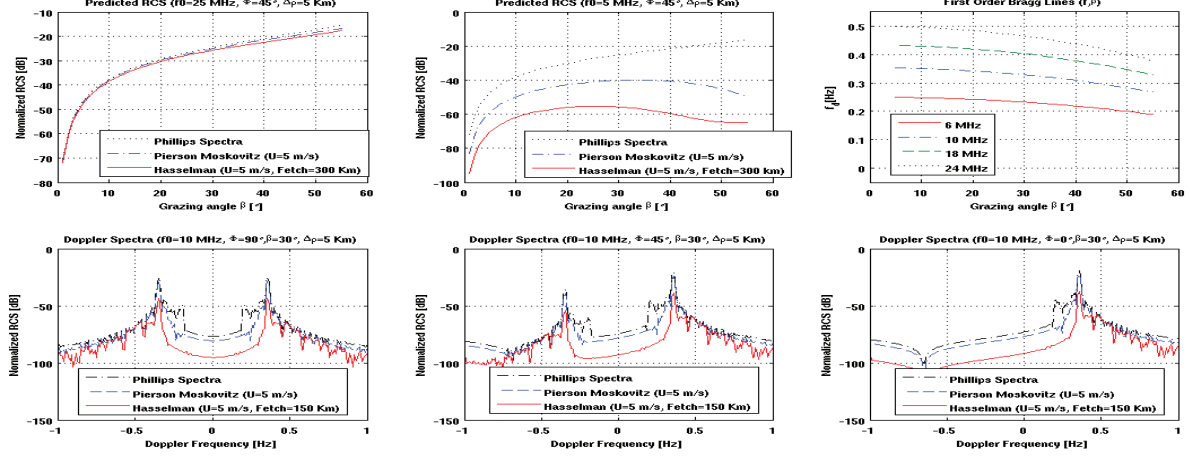 Predicted RCS (f0=25 MHz, Φ=45°, Δρ=5 Km)
-10
-20
-30
-40
-50
-60
-70
-80
0 10 20 30 40 50 60
Normalized RCS [dB]
Grazing angle β [°]
Phillips Spectra
Pierson Moskovitz (U=5 m/s)
Hasselman (U=5 m/s, Fetch=300 Km)
Predicted RCS (f0=5 MHz, Φ=45°, Δρ=5 Km)
0
-20
-40
-60
-80
-100
0 10 20 30 40 50 60
Normalized RCS [dB]
Grazing angle β [°]
Phillips Spectra
Pierson Moskovitz (U=5 m/s)
Hasselman (U=5 m/s, Fetch=300 km)
First Order Bragg Lines (f,β)
0.5
0.4
0.3
0.2
0.1
0
0 10 20 30 40 50 60
f_d[Hz]
Grazing angle β [°]
6 MHz
10 MHz
18 MHz
24 MHz
Doppler Spectra (f0=10 MHz, Φ=90°,β=30°, Δρ=5 Km)
0
-50
-100
-150
-1 -0.5 0 0.5 1
Normalized RCS [dB]
Doppler Frequency [Hz]
Phillips Spectra
Pierson Moskovitz (U=5 m/s)
Hasselman (U=5 m/s, Fetch=150 Km)
Doppler Spectra (f0=10 MHz, Φ=45°, β=30°, Δρ=5 Km)
0
-50
-100
-150
-1 -0.5 0 0.5 1
Normalized RCS [dB]
Doppler Frequency [Hz]
Phillips Spectra
Pierson Moskovitz (U=5 m/s)
Hasselman (U=5 m/s, Fetch=150 Km)
Doppler Spectra (f0=10 MHz, Φ=0°,β=30°, Δρ=5 Km)
0
-50
-100
-150
-1 -0.5 0 0.5 1
Normalized RCS [dB]
Doppler Frequency [Hz]
Phillips Spectra
Pierson Moskovitz (U=5 m/s)
Hasselman (U=5 m/s, Fetch=150 Km)